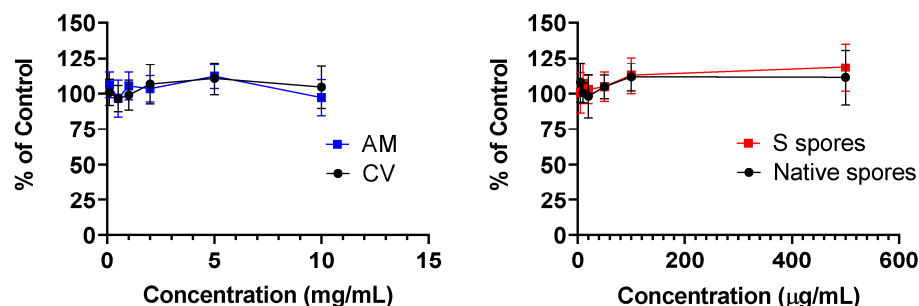 150
125
100
75
50
25
0
% of Control
AM
CV
0
5
10
15
Concentration (mg/mL)
150
125
100
75
50
25
0
% of Control
S spores
Native spores
0
200
400
600
Concentration (μg/mL)